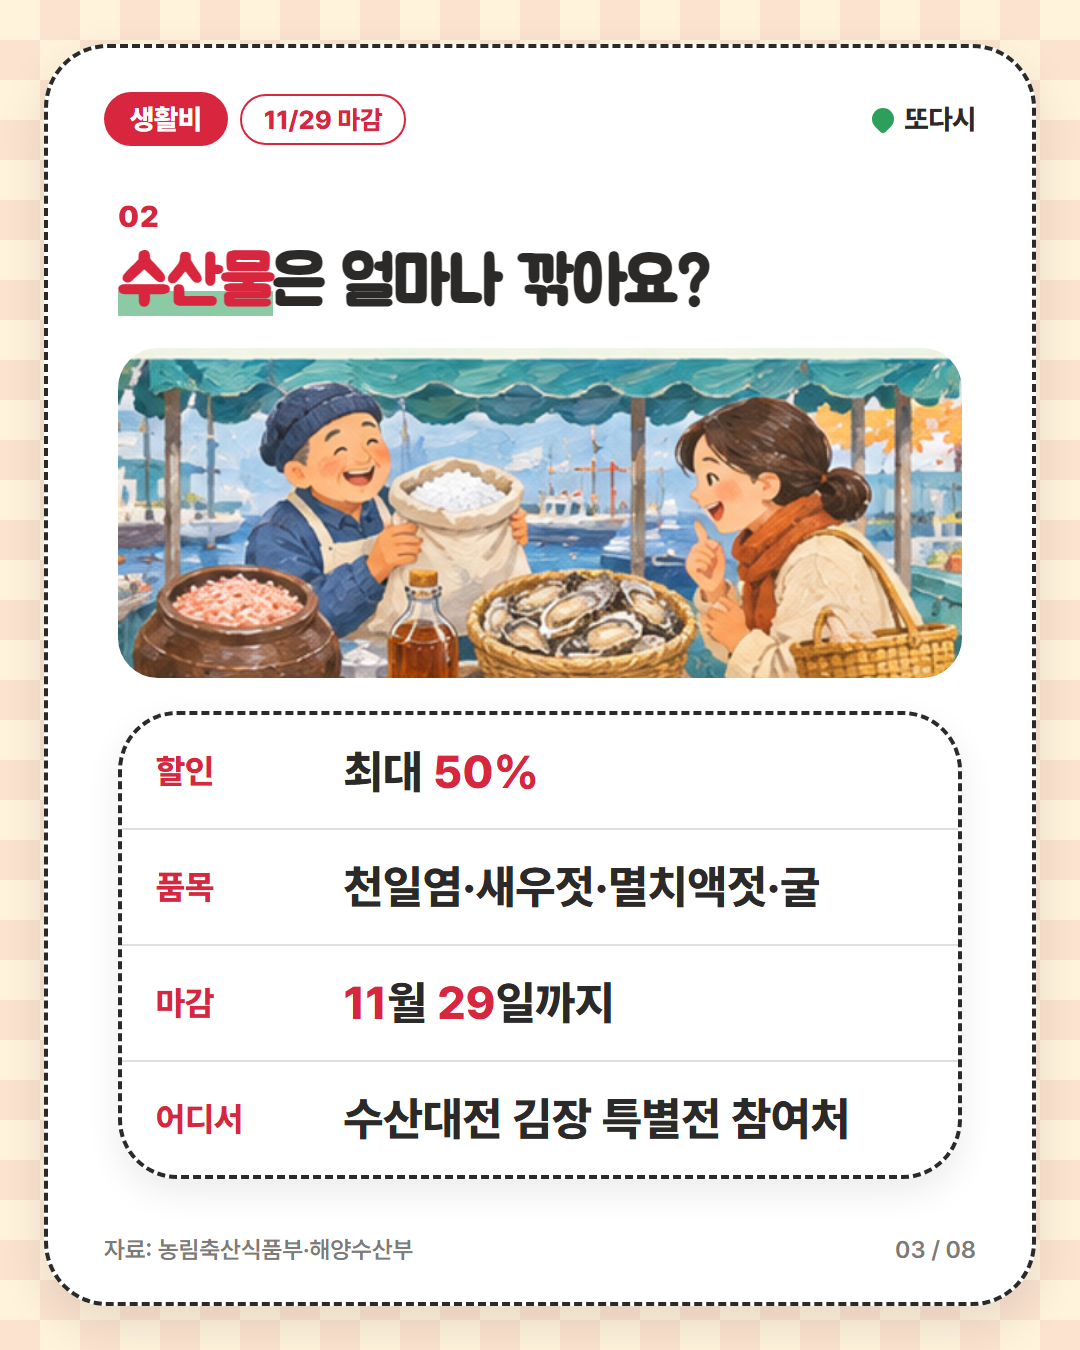 생활비
11/29 마감
또다시
02
수산물은 얼마나 깎아요?
할인
최대 50%
품목
천일염·새우젓·멸치액젓·굴
마감
11월 29일까지
어디서
수산대전 김장 특별전 참여처
자료: 농림축산식품부·해양수산부
03 / 08